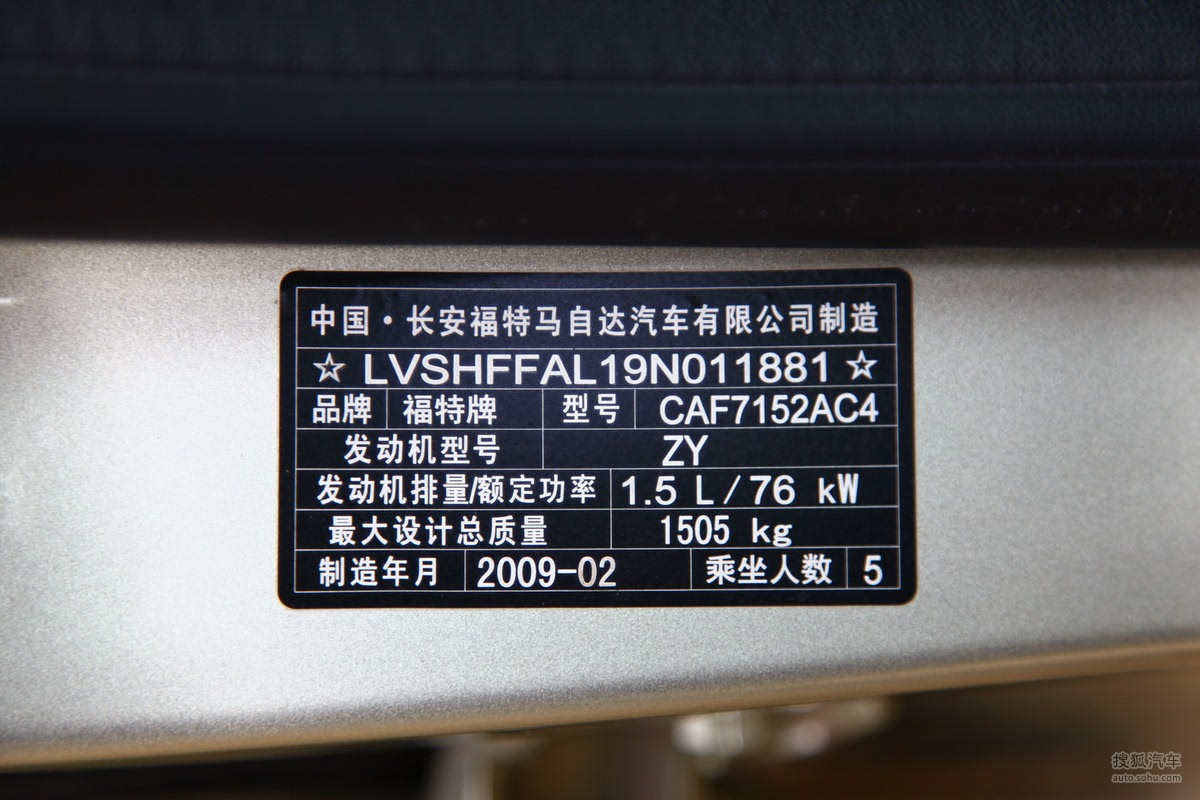 中国·长安福特马自达汽车有限公司制造
☆ LVSHFFAL19N011881 ☆
品牌 福特牌 型号 CAF7152AC4
发动机型号 ZY
发动机排量/额定功率 1.5 L/76 kW
最大设计总质量 1505 kg
制造年月 2009-02 乘坐人数 5
搜狐汽车
auto.sohu.com